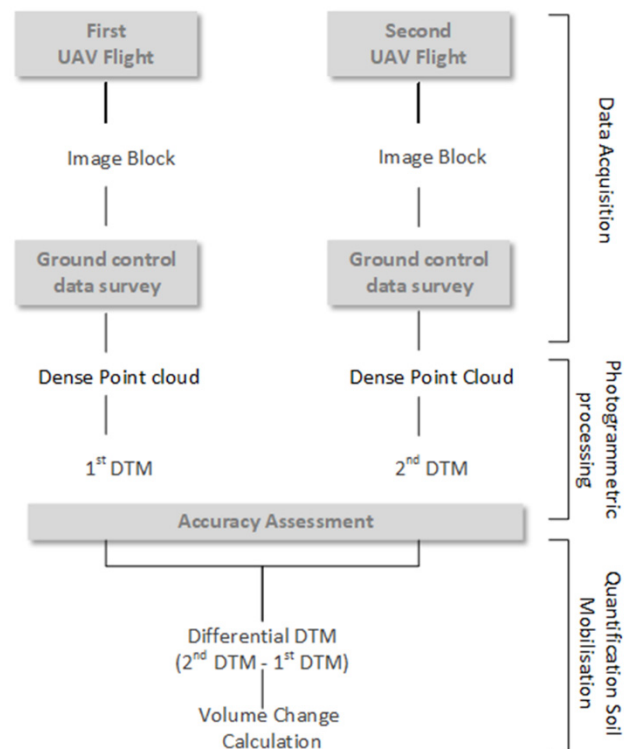 First
UAV Flight
Second
UAV Flight
Image Block
Image Block
Ground control
data survey
Ground control
data survey
Data Acquisition
Dense Point cloud
Dense Point Cloud
1st DTM
2nd DTM
Photogrammetric
processing
Accuracy Assessment
Differential DTM
(2nd DTM - 1st DTM)
Volume Change
Calculation
Quantification Soil
Mobilisation